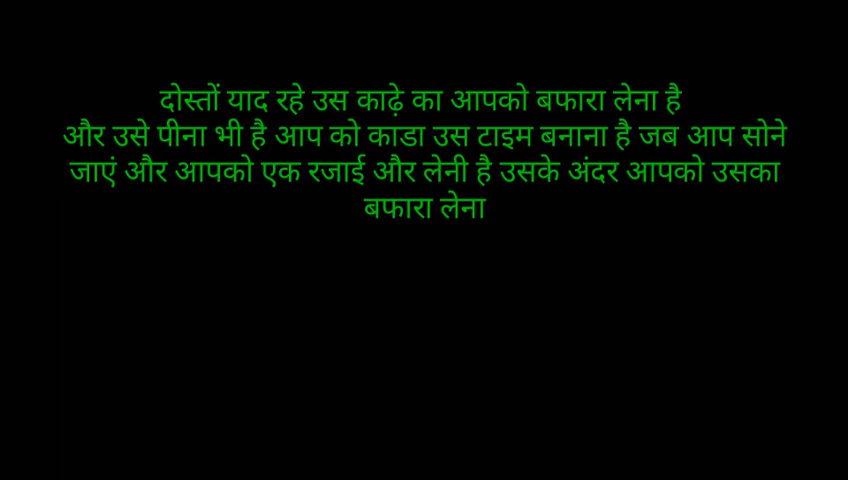 दोस्तों याद रहे उस काढ़े का आपको बफारा लेना है
और उसे पीना भी है आप को काडा उस टाइम बनाना है जब आप सोने
जाएं और आपको एक रजाई और लेनी है उसके अंदर आपको उसका
बफारा लेना